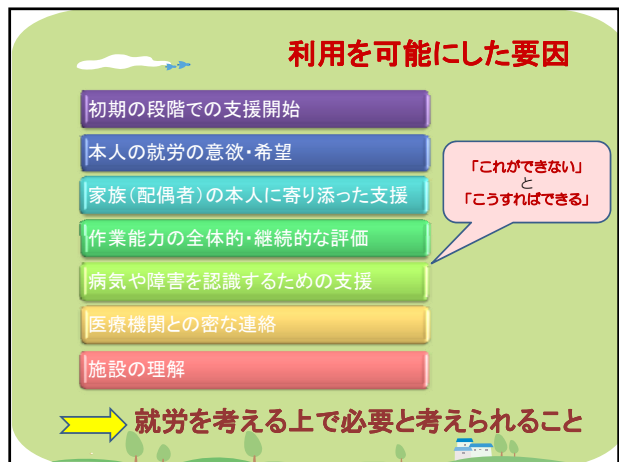 利用を可能にした要因
初期の段階での支援開始
本人の就労の意欲・希望
家族（配偶者）の本人に寄り添った支援
作業能力の全体的・継続的な評価
病気や障害を認識するための支援
医療機関との密な連絡
施設の理解
「これができない」
と
「こうすればできる」
就労を考える上で必要と考えられること